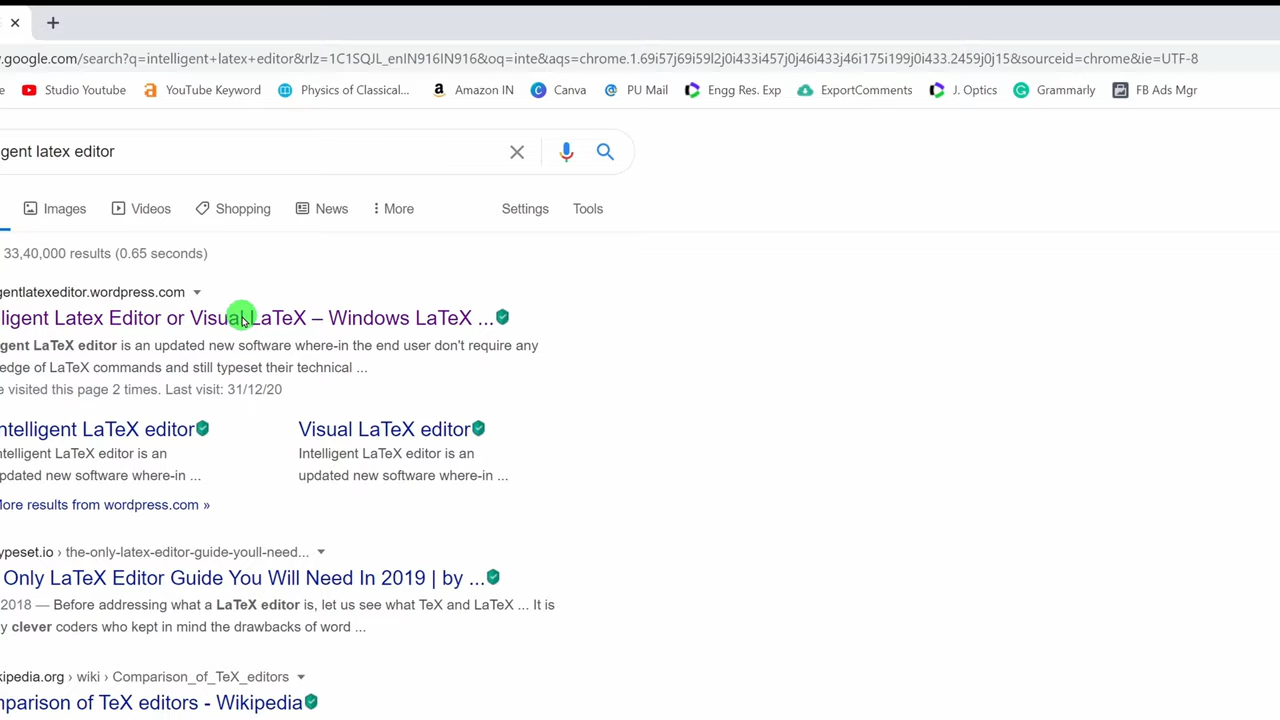 .google.com/search?q=intelligent+latex+editor&rlz=1C1SQJL_enIN916IN916&oq=inte&aqs=chrome.1.69i57j69i59l2j0i433i457j0j46i433j46i175i199j0i433.2459j0j15&sourceid=chrome&ie=UTF-8
e Studio Youtube YouTube Keyword Physics of Classical... Amazon IN Canva PU Mail Engg Res. Exp ExportComments J. Optics Grammarly FB Ads Mgr
gent latex editor
Images Videos Shopping News More Settings Tools
33,40,000 results (0.65 seconds)
gentlatexeditor.wordpress.com
ligent Latex Editor or Visual LaTeX – Windows LaTeX ...
gent LaTeX editor is an updated new software where-in the end user don't require any
edge of LaTeX commands and still typeset their technical ...
e visited this page 2 times. Last visit: 31/12/20
ntelligent LaTeX editor Visual LaTeX editor
ntelligent LaTeX editor is an Intelligent LaTeX editor is an
pdated new software where-in ... updated new software where-in ...
More results from wordpress.com »
ypeset.io › the-only-latex-editor-guide-youll-need...
Only LaTeX Editor Guide You Will Need In 2019 | by ...
2018 — Before addressing what a LaTeX editor is, let us see what TeX and LaTeX ... It is
y clever coders who kept in mind the drawbacks of word ...
kipedia.org › wiki › Comparison_of_TeX_editors
mparison of TeX editors - Wikipedia